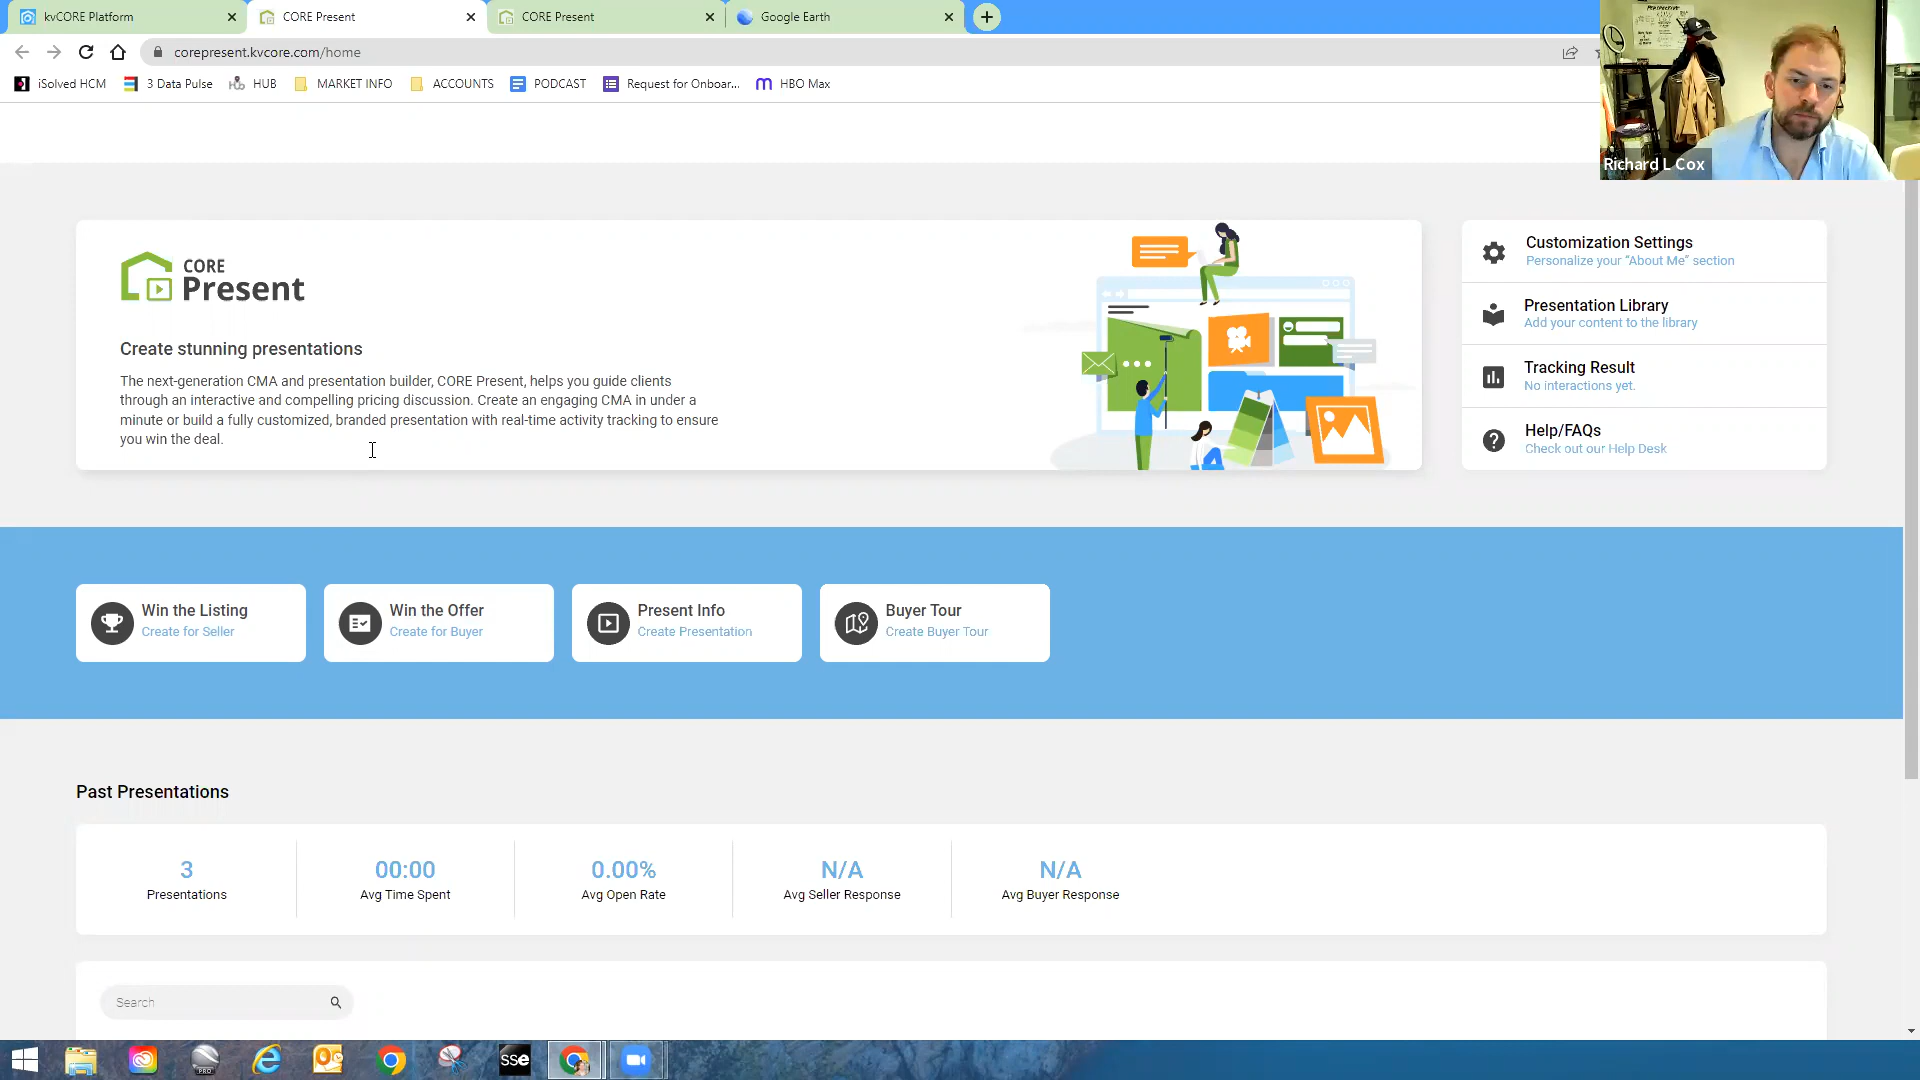 kvCORE Platform
CORE Present
CORE Present
Google Earth
corepresent.kvcore.com/home
iSolved HCM
3 Data Pulse
HUB
MARKET INFO
ACCOUNTS
PODCAST
Request for Onboar...
HBO Max
Richard L Cox
CORE
Present
Create stunning presentations
The next-generation CMA and presentation builder, CORE Present, helps you guide clients
through an interactive and compelling pricing discussion. Create an engaging CMA in under a
minute or build a fully customized, branded presentation with real-time activity tracking to ensure
you win the deal.
Customization Settings
Personalize your “About Me” section
Presentation Library
Add your content to the library
Tracking Result
No interactions yet.
Help/FAQs
Check out our Help Desk
Win the Listing
Create for Seller
Win the Offer
Create for Buyer
Present Info
Create Presentation
Buyer Tour
Create Buyer Tour
Past Presentations
3
Presentations
00:00
Avg Time Spent
0.00%
Avg Open Rate
N/A
Avg Seller Response
N/A
Avg Buyer Response
Search
PRO
sse